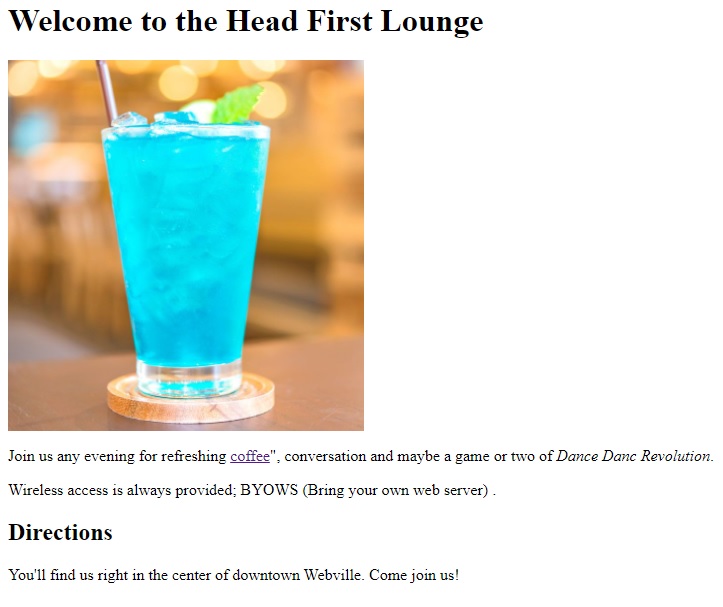 Welcome to the Head First Lounge
Join us any evening for refreshing coffee", conversation and maybe a game or two of Dance Danc Revolution.
Wireless access is always provided; BYOWS (Bring your own web server) .
Directions
You'll find us right in the center of downtown Webville. Come join us!